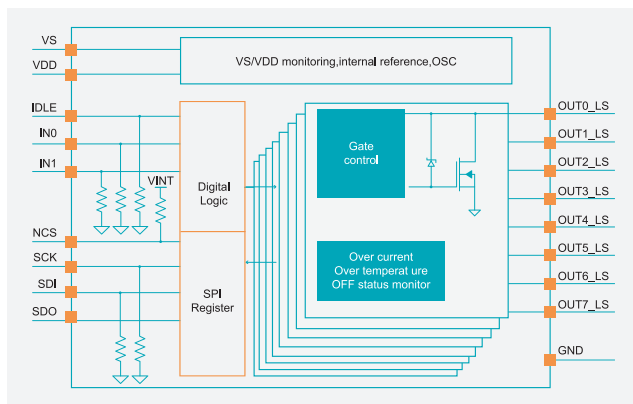 VS
VDD
VS/VDD monitoring,internal reference,OSC
IDLE
IN0
IN1
VINT
NCS
SCK
SDI
SDO
Digital
Logic
SPI
Register
Gate
control
Over current
Over temperat ure
OFF status monitor
OUT0_LS
OUT1_LS
OUT2_LS
OUT3_LS
OUT4_LS
OUT5_LS
OUT6_LS
OUT7_LS
GND